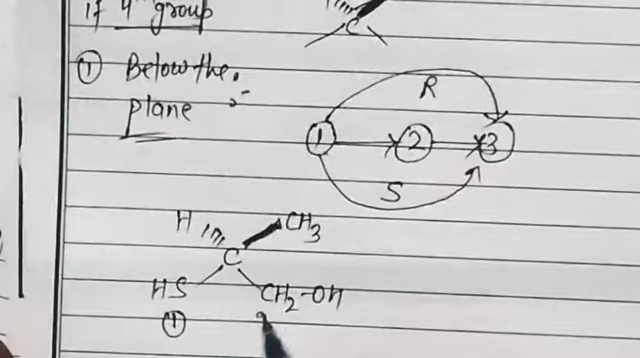 if 4th group
C
① Below the
plane :-
R
① 2 3
S
H CH3
C
HS CH2-OH
①